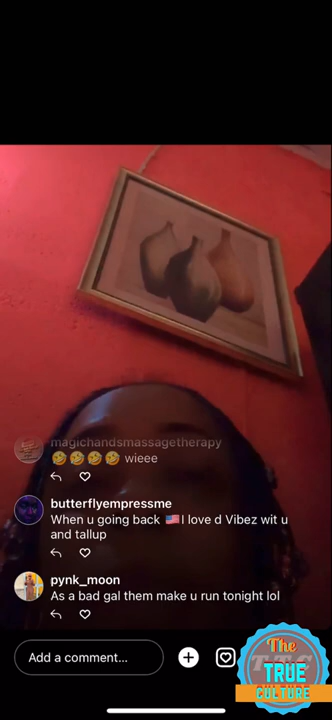 magichandsmassagetherapy
🤣🤣🤣🤣 wieee
butterflyempressme
When u going back 🇺🇸I love d Vibez wit u
and tallup
pynk_moon
As a bad gal them make u run tonight lol
Add a comment...
The
TRUE
CULTURE